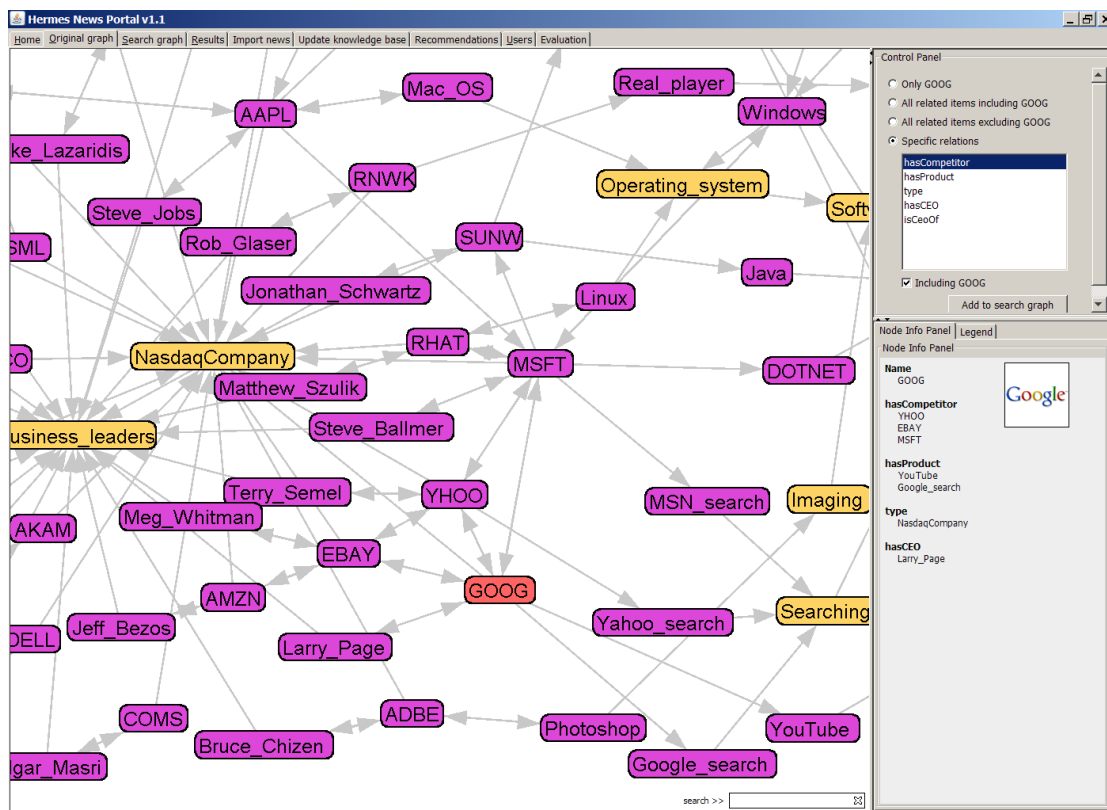 Hermes News Portal v1.1
Home Original graph Search graph Results Import news Update knowledge base Recommendations Users Evaluation
Mac_OS
Real_player
AAPL
Windows
ke_Lazaridis
RNWK
Operating_system
Steve_Jobs
Softw
Rob_Glaser
SUNW
SML
Java
Jonathan_Schwartz
Linux
RHAT
NasdaqCompany
CO
MSFT
DOTNET
Matthew_Szulik
Steve_Ballmer
usiness_leaders
Terry_Semel
YHOO
MSN_search
Imaging
Meg_Whitman
AKAM
EBAY
GOOG
AMZN
Searching
Yahoo_search
Jeff_Bezos
DELL
Larry_Page
COMS
ADBE
Photoshop
YouTube
Bruce_Chizen
Google_search
lgar_Masri
search >>
Control Panel
Only GOOG
All related items including GOOG
All related items excluding GOOG
Specific relations
hasCompetitor
hasProduct
type
hasCEO
isCeoOf
Including GOOG
Add to search graph
Node Info Panel Legend
Node Info Panel
Name
GOOG
Google
hasCompetitor
YHOO
EBAY
MSFT
hasProduct
YouTube
Google_search
type
NasdaqCompany
hasCEO
Larry_Page